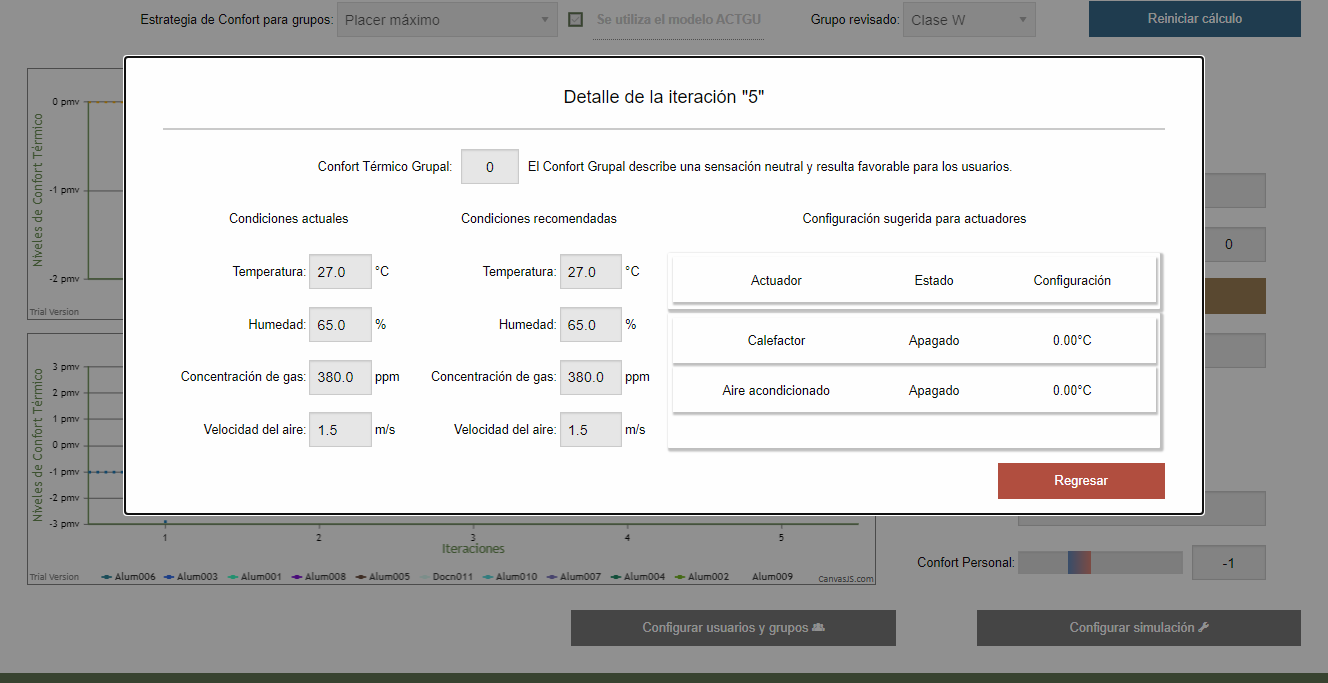 Estrategia de Confort para grupos: Placer máximo Se utiliza el modelo ACTGU Grupo revisado: Clase W Reiniciar cálculo
Detalle de la iteración "5"
Confort Térmico Grupal: 0 El Confort Grupal describe una sensación neutral y resulta favorable para los usuarios.
Condiciones actuales
Temperatura: 27.0 °C
Humedad: 65.0 %
Concentración de gas: 380.0 ppm
Velocidad del aire: 1.5 m/s
Condiciones recomendadas
Temperatura: 27.0 °C
Humedad: 65.0 %
Concentración de gas: 380.0 ppm
Velocidad del aire: 1.5 m/s
Configuración sugerida para actuadores
Actuador Estado Configuración
Calefactor Apagado 0.00°C
Aire acondicionado Apagado 0.00°C
Regresar
Niveles de Confort Térmico
0 pmv
-1 pmv
-2 pmv
Trial Version
0
Niveles de Confort Térmico
3 pmv
2 pmv
1 pmv
0 pmv
-1 pmv
-2 pmv
-3 pmv
1 2 3 4 5
Iteraciones
Trial Version Alum006 Alum003 Alum001 Alum008 Alum005 Docn011 Alum010 Alum007 Alum004 Alum002 Alum009 CanvasJS.com
Confort Personal: -1
Configurar usuarios y grupos Configurar simulación